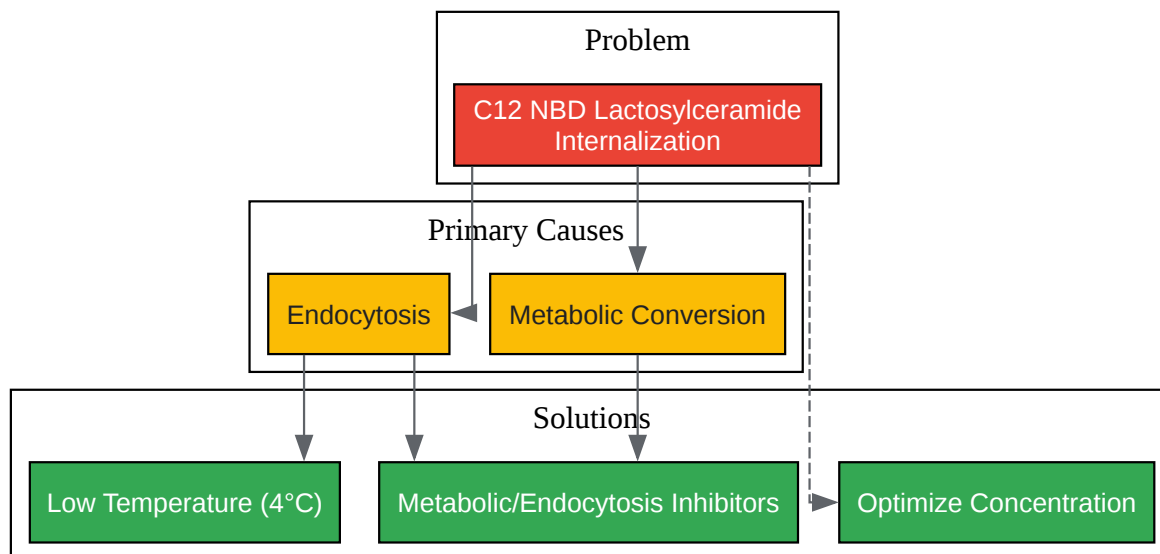 Problem
C12 NBD Lactosylceramide
Internalization
Primary Causes
Endocytosis
Metabolic Conversion
Solutions
Low Temperature (4°C)
Metabolic/Endocytosis Inhibitors
Optimize Concentration